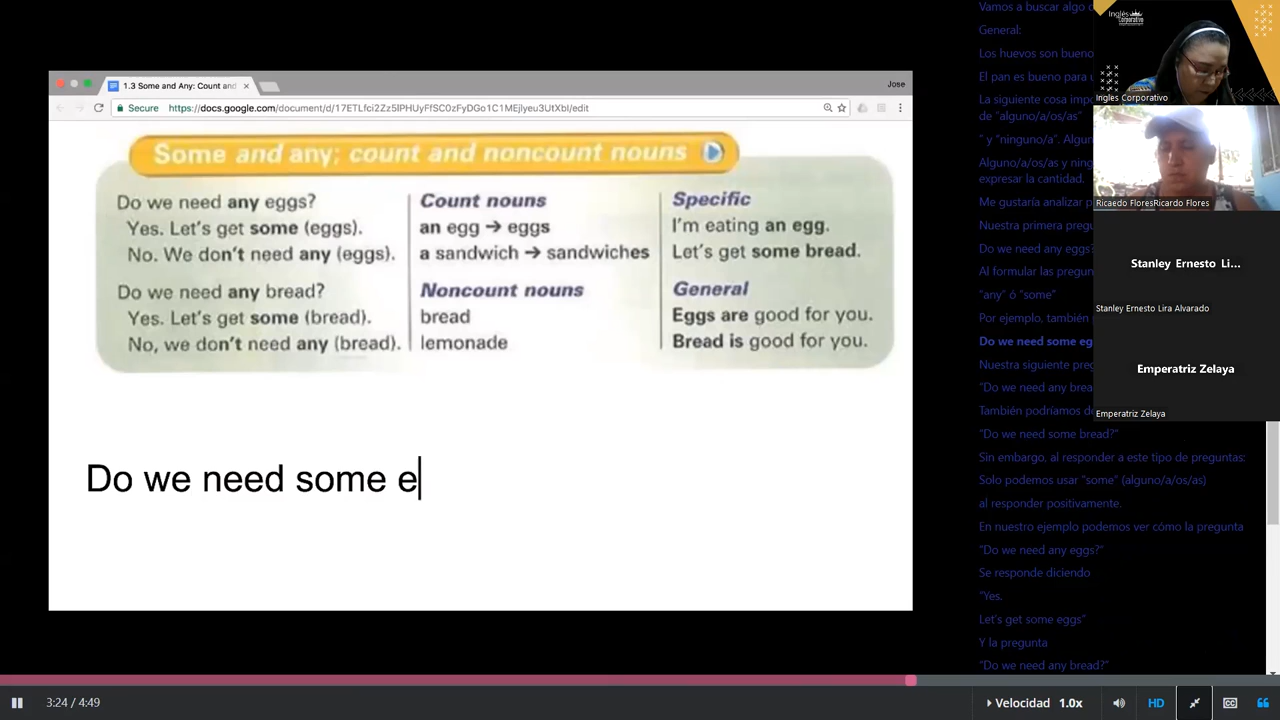 1.3 Some and Any: Count and
Jose
Secure
https://docs.google.com/document/d/17ETLfci2Zz5IPHUyFfSC0zFyDGo1C1MEjlyeu3UtXbI/edit
Some and any; count and noncount nouns
Do we need any eggs?
Yes. Let's get some (eggs).
No. We don't need any (eggs).
Do we need any bread?
Yes. Let's get some (bread).
No, we don't need any (bread).
Count nouns
an egg → eggs
a sandwich → sandwiches
Noncount nouns
bread
lemonade
Specific
I'm eating an egg.
Let's get some bread.
General
Eggs are good for you.
Bread is good for you.
Do we need some e
Vamos a buscar algo
General:
Los huevos son bueno
El pan es bueno para
La siguiente cosa impo
de "alguno/a/os/as"
" y "ninguno/a". Algun
Alguno/a/os/as y ning
expresar la cantidad.
Me gustaría analizar
Nuestra primera preg
Do we need any eggs
Al formular las pregun
"any" ó "some"
Por ejemplo, también
Do we need some eg
Nuestra siguiente preg
"Do we need any brea
También podríamos de
"Do we need some bread?"
Sin embargo, al responder a este tipo de preguntas:
Solo podemos usar "some" (alguno/a/os/as)
al responder positivamente.
En nuestro ejemplo podemos ver cómo la pregunta
"Do we need any eggs?"
Se responde diciendo
"Yes.
Let's get some eggs"
Y la pregunta
"Do we need any bread?"
Inglés
Corporativo
Ingles Corporativo
Ricaedo FloresRicardo Flores
Stanley Ernesto Li...
Stanley Ernesto Lira Alvarado
Emperatriz Zelaya
Emperatriz Zelaya
3:24 / 4:49
Velocidad 1.0x
HD
CC